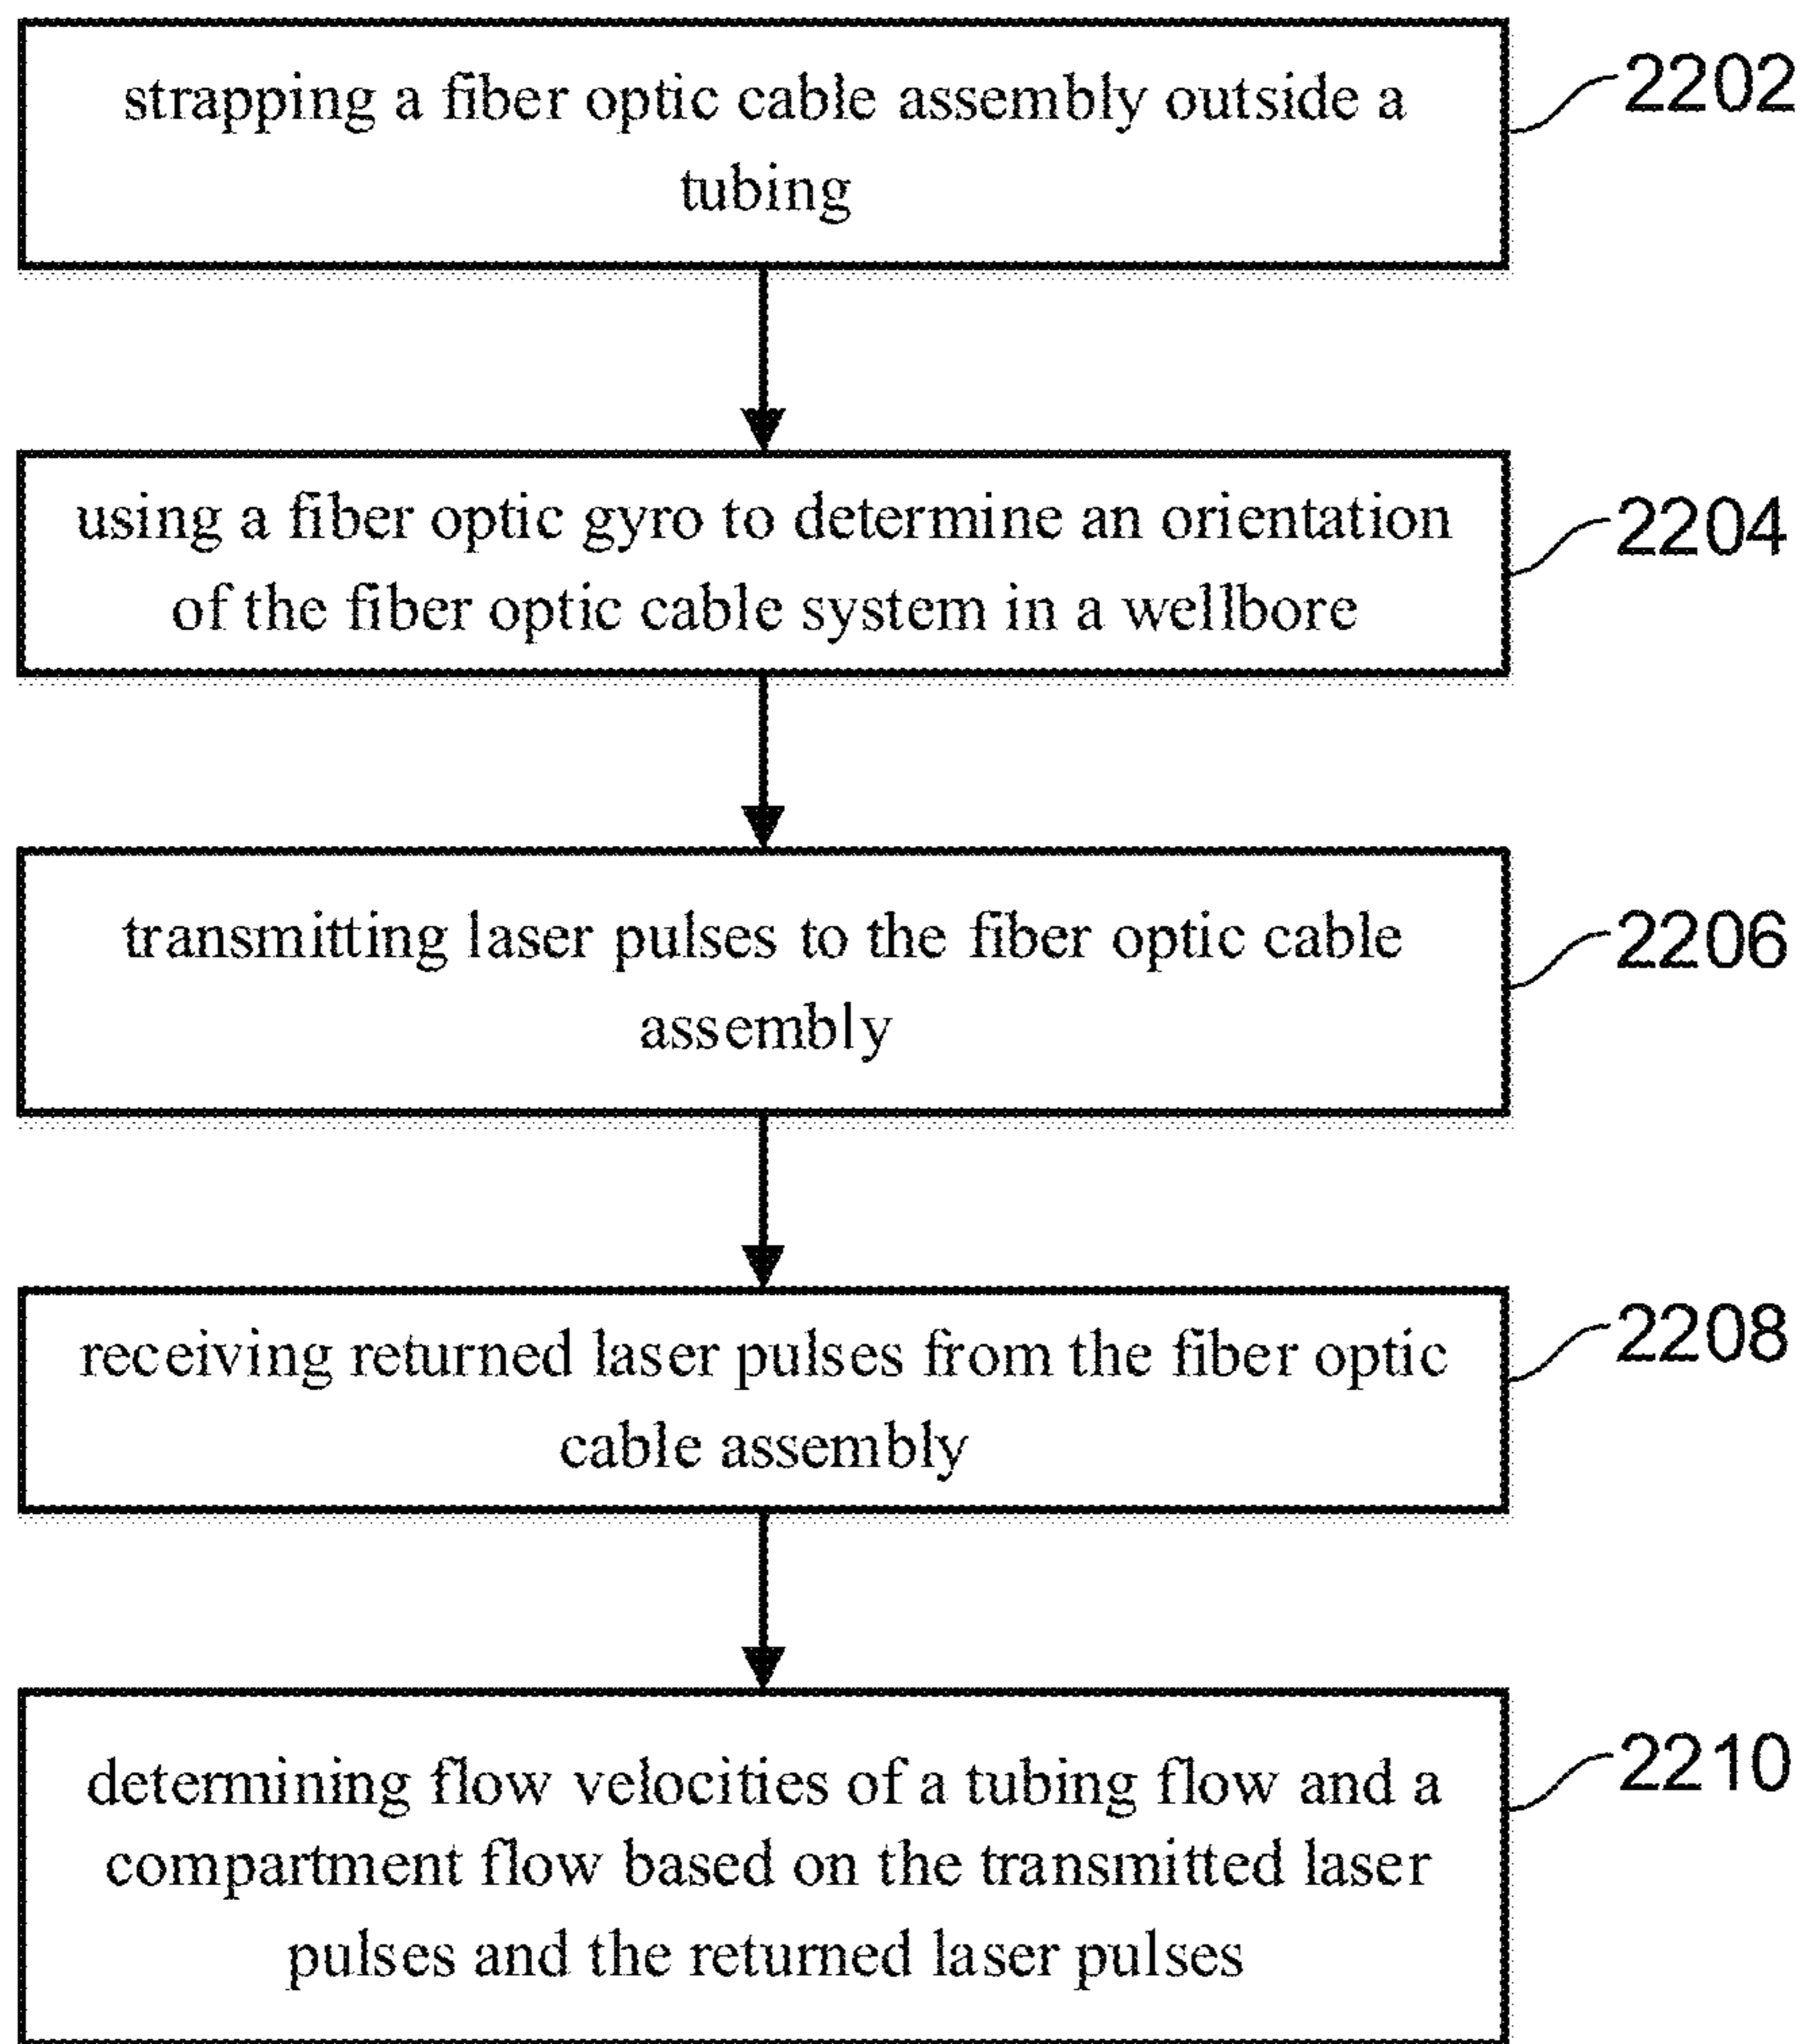 strapping a fiber optic cable assembly outside a
tubing
2202
using a fiber optic gyro to determine an orientation
of the fiber optic cable system in a wellbore
2204
transmitting laser pulses to the fiber optic cable
assembly
2206
receiving returned laser pulses from the fiber optic
cable assembly
2208
determining flow velocities of a tubing flow and a
compartment flow based on the transmitted laser
pulses and the returned laser pulses
2210